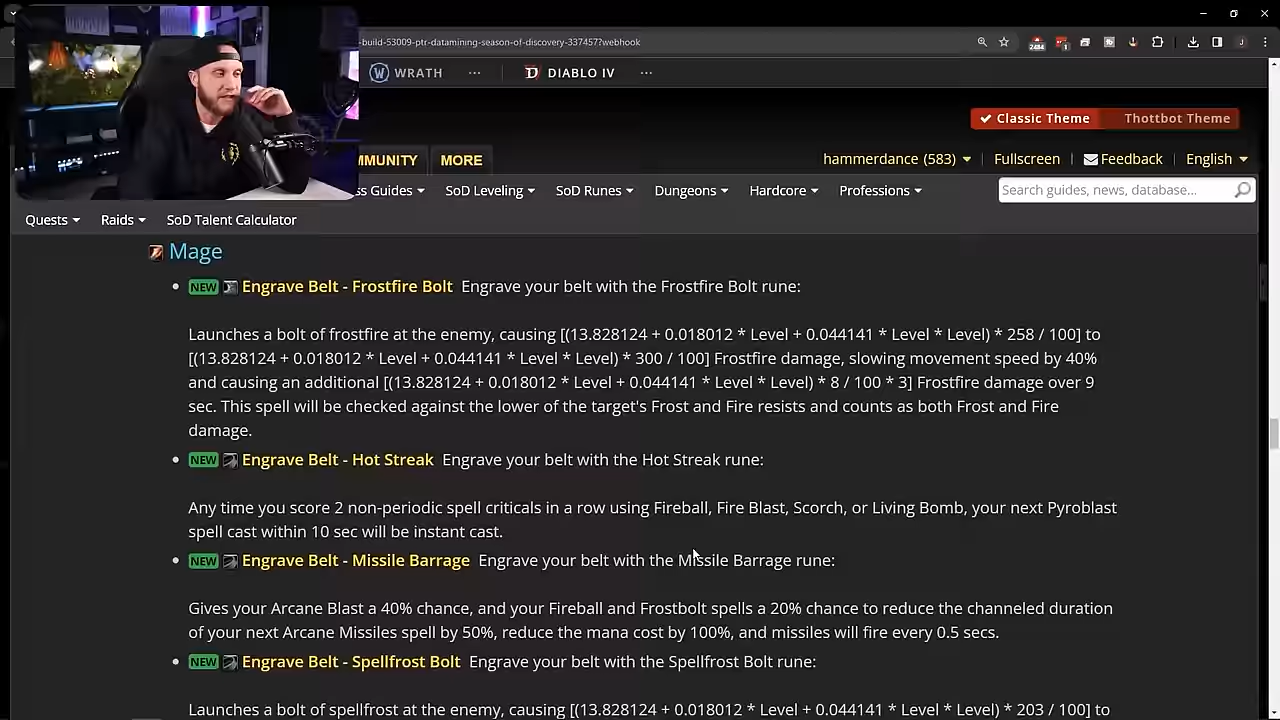 build-53009-ptr-datamining-season-of-discovery-337457?webhook
2484
1
J
W WRATH ... DIABLO IV ...
Classic Theme Thottbot Theme
MMUNITY MORE
hammerdance (583) Fullscreen Feedback English
ss Guides SoD Leveling SoD Runes Dungeons Hardcore Professions
Search guides, news, database...
Quests Raids SoD Talent Calculator
Mage
NEW Engrave Belt - Frostfire Bolt Engrave your belt with the Frostfire Bolt rune:
Launches a bolt of frostfire at the enemy, causing [(13.828124 + 0.018012 * Level + 0.044141 * Level * Level) * 258 / 100] to
[(13.828124 + 0.018012 * Level + 0.044141 * Level * Level) * 300 / 100] Frostfire damage, slowing movement speed by 40%
and causing an additional [(13.828124 + 0.018012 * Level + 0.044141 * Level * Level) * 8 / 100 * 3] Frostfire damage over 9
sec. This spell will be checked against the lower of the target's Frost and Fire resists and counts as both Frost and Fire
damage.
NEW Engrave Belt - Hot Streak Engrave your belt with the Hot Streak rune:
Any time you score 2 non-periodic spell criticals in a row using Fireball, Fire Blast, Scorch, or Living Bomb, your next Pyroblast
spell cast within 10 sec will be instant cast.
NEW Engrave Belt - Missile Barrage Engrave your belt with the Missile Barrage rune:
Gives your Arcane Blast a 40% chance, and your Fireball and Frostbolt spells a 20% chance to reduce the channeled duration
of your next Arcane Missiles spell by 50%, reduce the mana cost by 100%, and missiles will fire every 0.5 secs.
NEW Engrave Belt - Spellfrost Bolt Engrave your belt with the Spellfrost Bolt rune:
Launches a bolt of spellfrost at the enemy, causing [(13.828124 + 0.018012 * Level + 0.044141 * Level * Level) * 203 / 100] to